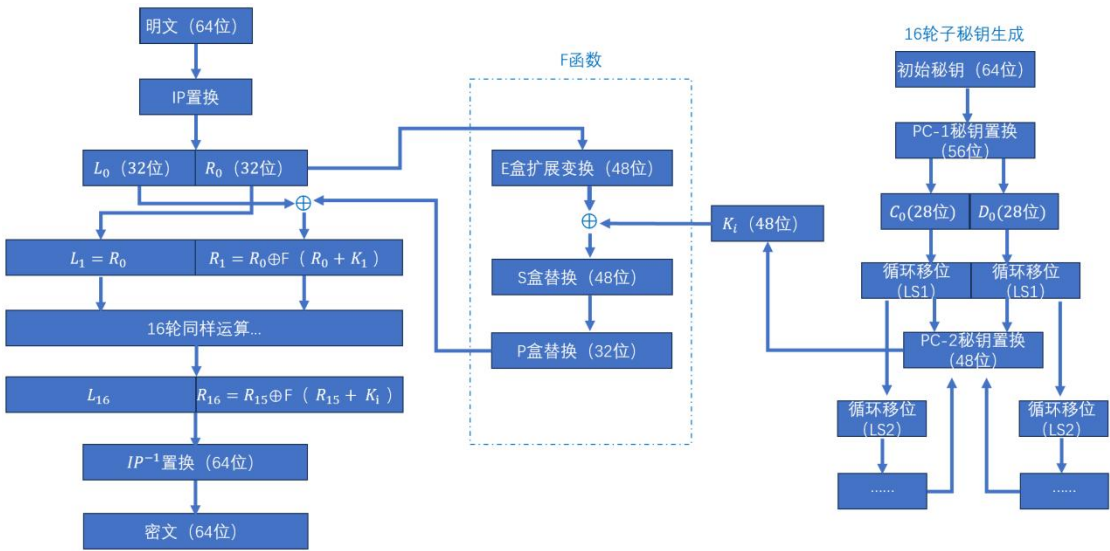 明文（64位）
IP置换
L₀（32位） R₀（32位）
⊕
L₁ = R₀
R₁ = R₀⊕F（ R₀ + K₁ ）
16轮同样运算...
L₁₆
R₁₆ = R₁₅⊕F（ R₁₅ + Kᵢ ）
IP⁻¹置换（64位）
密文（64位）
F函数
E盒扩展变换（48位）
⊕
S盒替换（48位）
P盒替换（32位）
Kᵢ（48位）
16轮子秘钥生成
初始秘钥（64位）
PC-1秘钥置换
（56位）
C₀(28位) D₀(28位)
循环移位
（LS1）
循环移位
（LS1）
PC-2秘钥置换
（48位）
循环移位
（LS2）
循环移位
（LS2）
......
......